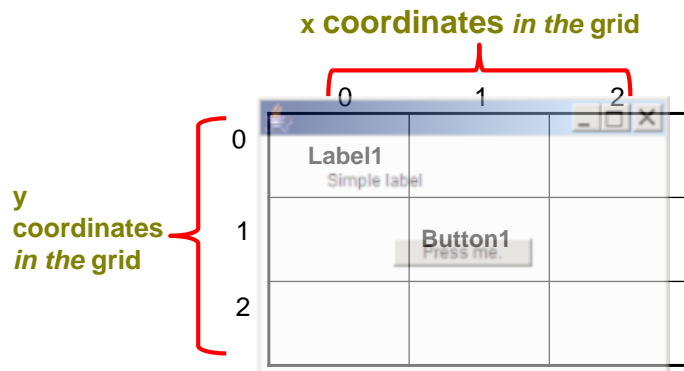 x coordinates in the grid
0 1 2
0
Label1
Simple label
y
coordinates
in the grid
1
Button1
Press me.
2